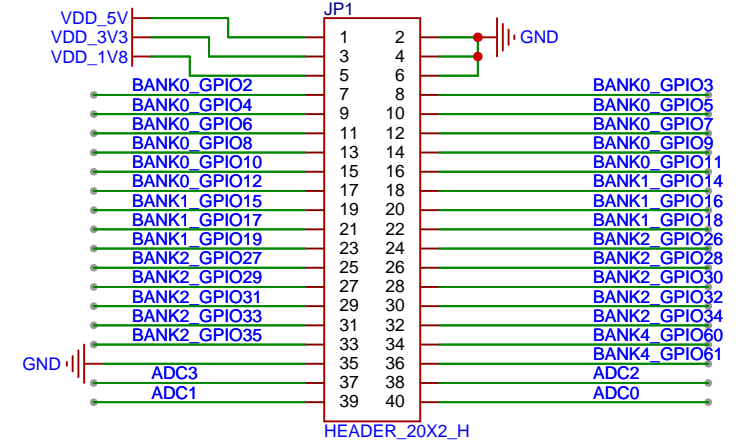 JP1
VDD_5V 1 2
VDD_3V3 3 4 GND
VDD_1V8 5 6
BANK0_GPIO2 7 8 BANK0_GPIO3
BANK0_GPIO4 9 10 BANK0_GPIO5
BANK0_GPIO6 11 12 BANK0_GPIO7
BANK0_GPIO8 13 14 BANK0_GPIO9
BANK0_GPIO10 15 16 BANK0_GPIO11
BANK0_GPIO12 17 18 BANK1_GPIO14
BANK1_GPIO15 19 20 BANK1_GPIO16
BANK1_GPIO17 21 22 BANK1_GPIO18
BANK1_GPIO19 23 24 BANK2_GPIO26
BANK2_GPIO27 25 26 BANK2_GPIO28
BANK2_GPIO29 27 28 BANK2_GPIO30
BANK2_GPIO31 29 30 BANK2_GPIO32
BANK2_GPIO33 31 32 BANK2_GPIO34
BANK2_GPIO35 33 34 BANK4_GPIO60
GND 35 36 BANK4_GPIO61
ADC3 37 38 ADC2
ADC1 39 40 ADC0
HEADER_20X2_H